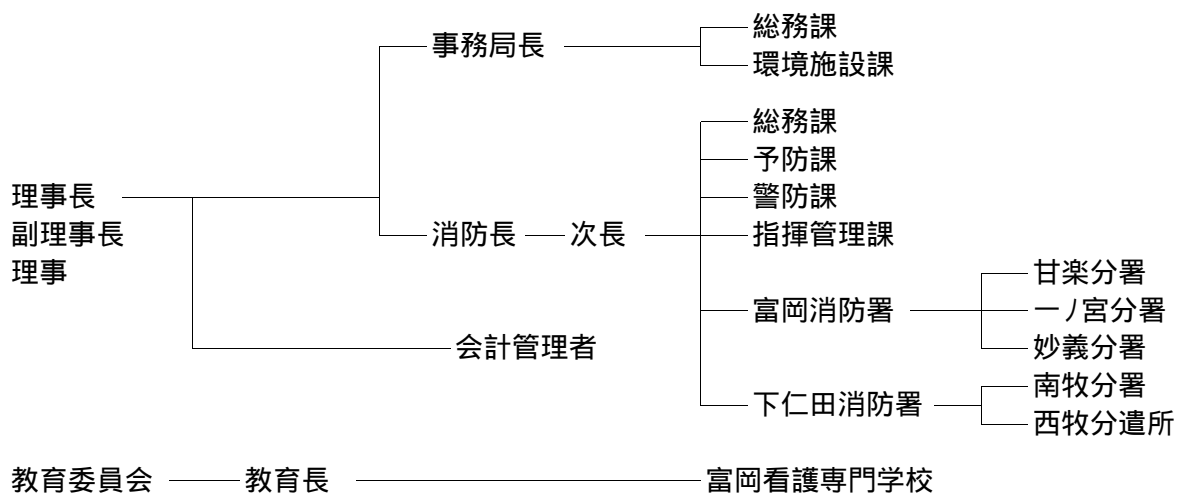 総務課
事務局長
環境施設課
総務課
予防課
理事長
警防課
副理事長
消防長
次長
指揮管理課
理事
甘楽分署
富岡消防署
一ノ宮分署
会計管理者
妙義分署
南牧分署
下仁田消防署
西牧分遣所
教育委員会
教育長
富岡看護専門学校